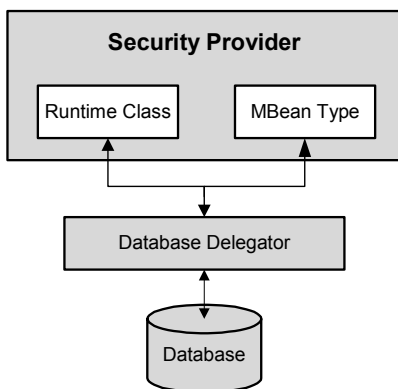 Security Provider
Runtime Class
MBean Type
Database Delegator
Database